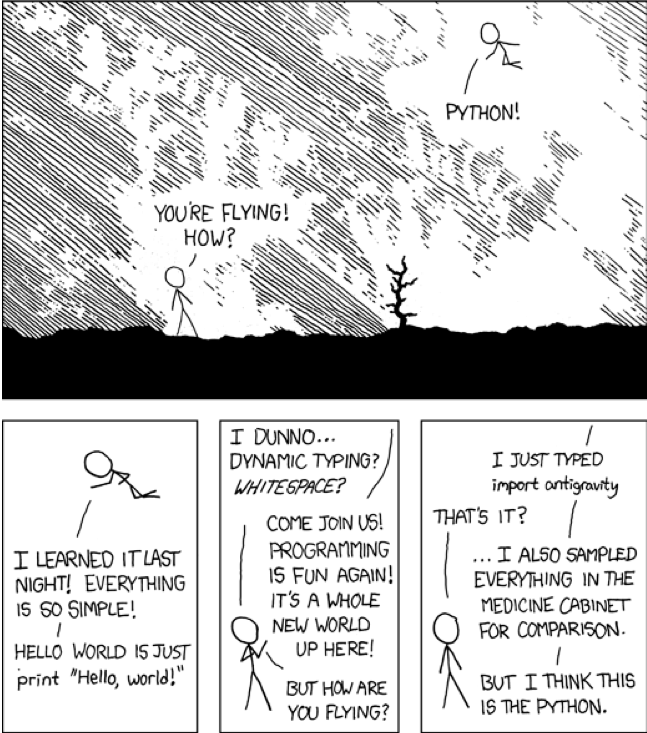 YOU'RE FLYING!
HOW?
PYTHON!
I LEARNED IT LAST
NIGHT! EVERYTHING
IS SO SIMPLE!
HELLO WORLD IS JUST
print "Hello, world!"
I DUNNO...
DYNAMIC TYPING?
WHITESPACE?
COME JOIN US!
PROGRAMMING
IS FUN AGAIN!
IT'S A WHOLE
NEW WORLD
UP HERE!
BUT HOW ARE
YOU FLYING?
I JUST TYPED
import antigravity
THAT'S IT?
... I ALSO SAMPLED
EVERYTHING IN THE
MEDICINE CABINET
FOR COMPARISON.
BUT I THINK THIS
IS THE PYTHON.